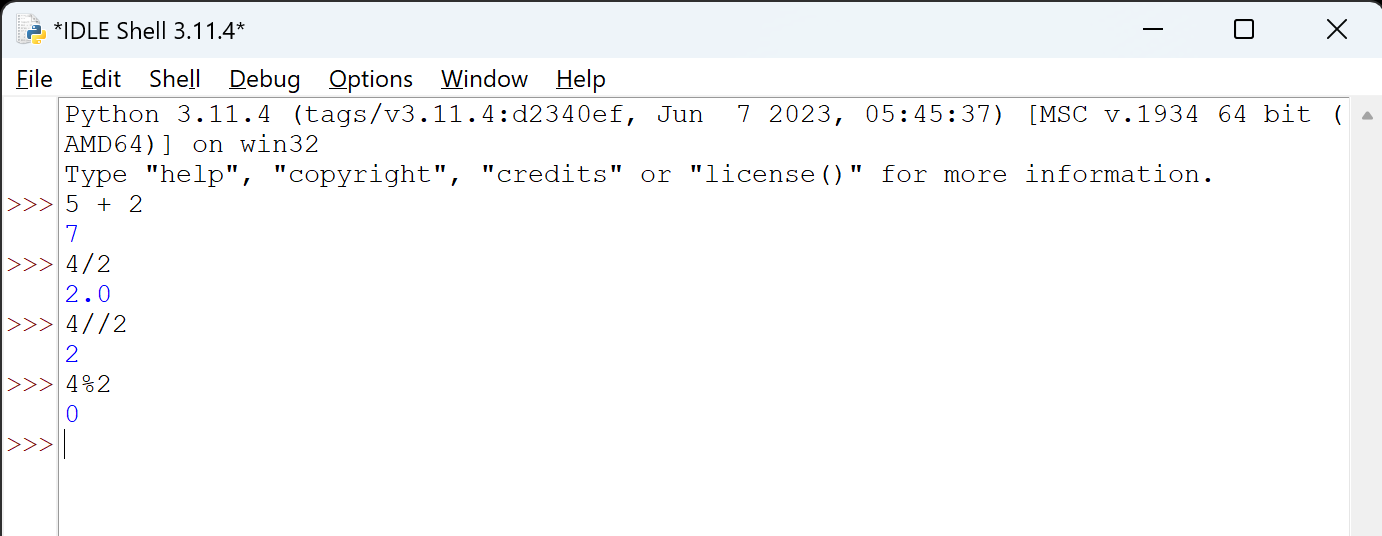 *IDLE Shell 3.11.4*
File Edit Shell Debug Options Window Help
Python 3.11.4 (tags/v3.11.4:d2340ef, Jun  7 2023, 05:45:37) [MSC v.1934 64 bit (
AMD64)] on win32
Type "help", "copyright", "credits" or "license()" for more information.
>>> 5 + 2
7
>>> 4/2
2.0
>>> 4//2
2
>>> 4%2
0
>>>